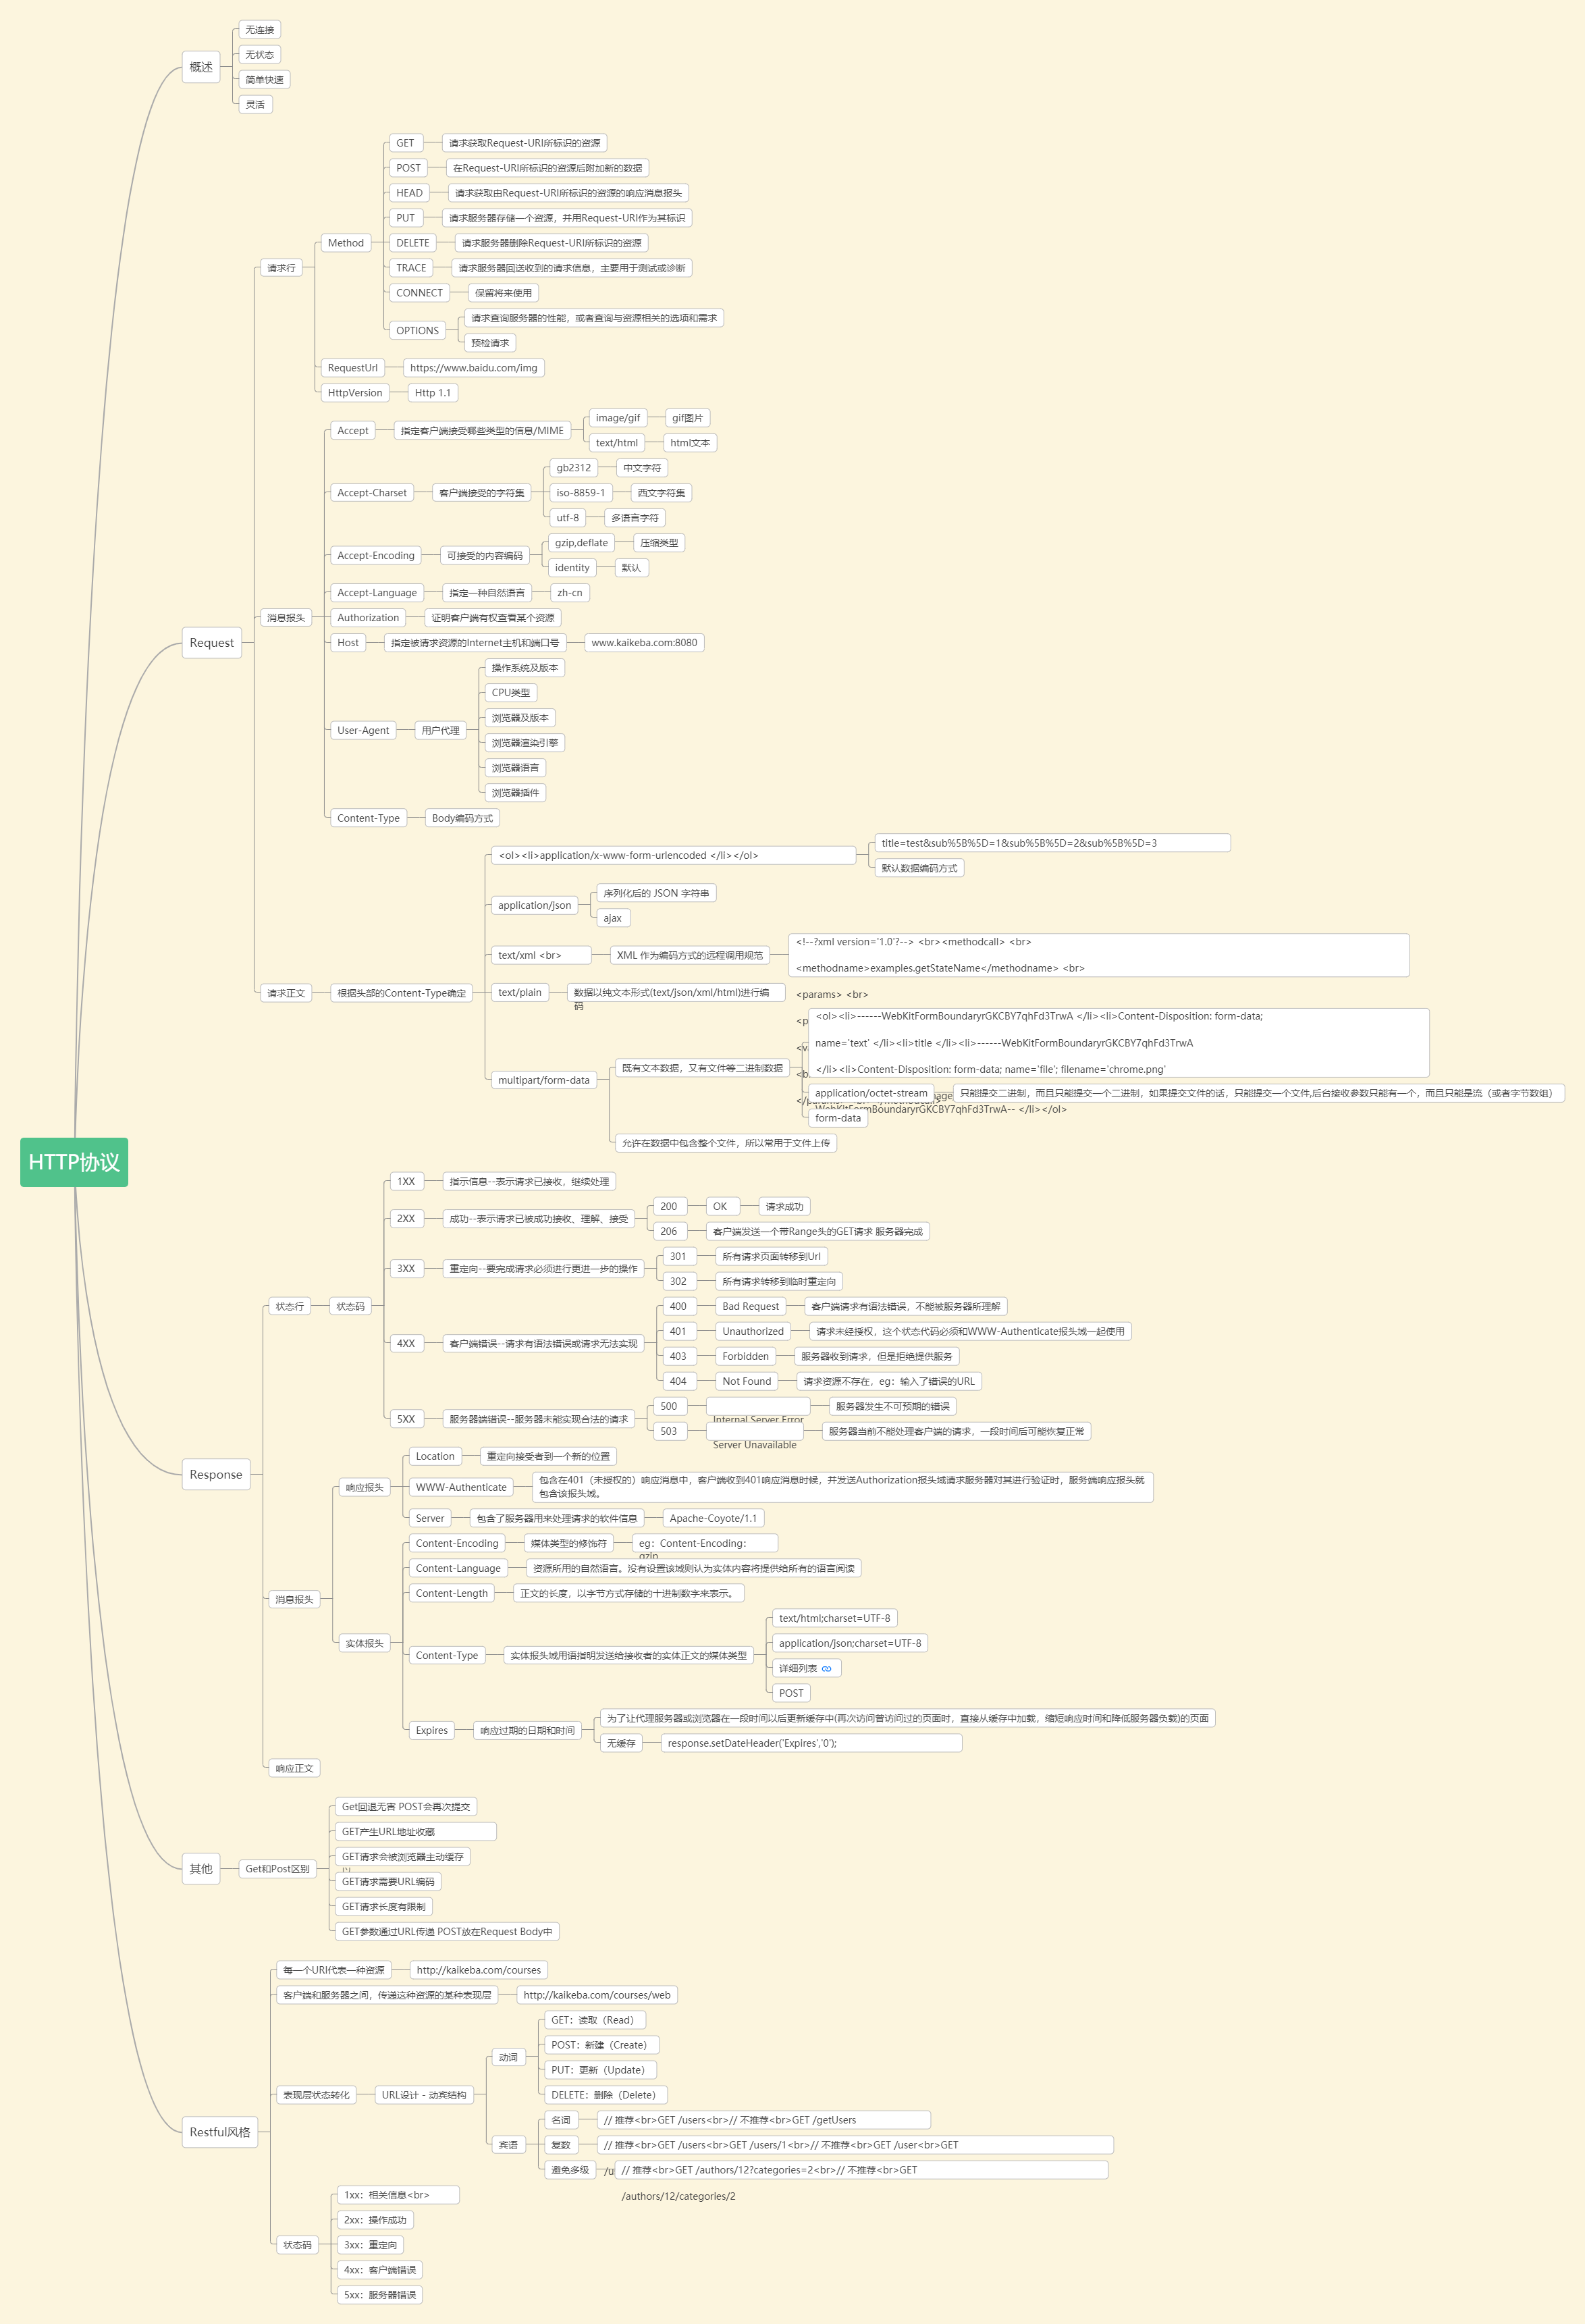 HTTP协议
概述
无连接
无状态
简单快速
灵活
Request
请求行
Method
GET
请求获取Request-URI所标识的资源
POST
在Request-URI所标识的资源后附加新的数据
HEAD
请求获取由Request-URI所标识的资源的响应消息报头
PUT
请求服务器存储一个资源，并用Request-URI作为其标识
DELETE
请求服务器删除Request-URI所标识的资源
TRACE
请求服务器回送收到的请求信息，主要用于测试或诊断
CONNECT
保留将来使用
OPTIONS
请求查询服务器的性能，或者查询与资源相关的选项和需求
预检请求
RequestUrl
https://www.baidu.com/img
HttpVersion
Http 1.1
消息报头
Accept
指定客户端接受哪些类型的信息/MIME
image/gif
gif图片
text/html
html文本
Accept-Charset
客户端接受的字符集
gb2312
中文字符
iso-8859-1
西文字符集
utf-8
多语言字符
Accept-Encoding
可接受的内容编码
gzip,deflate
压缩类型
identity
默认
Accept-Language
指定一种自然语言
zh-cn
Authorization
证明客户端有权查看某个资源
Host
指定被请求资源的Internet主机和端口号
www.kaikeba.com:8080
User-Agent
用户代理
操作系统及版本
CPU类型
浏览器及版本
浏览器渲染引擎
浏览器语言
浏览器插件
Content-Type
Body编码方式
请求正文
根据头部的Content-Type确定
<ol><li>application/x-www-form-urlencoded </li></ol>
title=test&sub%5B%5D=1&sub%5B%5D=2&sub%5B%5D=3
默认数据编码方式
application/json
序列化后的 JSON 字符串
ajax
text/xml <br>
XML 作为编码方式的远程调用规范
<!--?xml version='1.0'?--> <br><methodcall> <br>
<methodname>examples.getStateName</methodname> <br>
<params> <br>
text/plain
数据以纯文本形式(text/json/xml/html)进行编
码
multipart/form-data
既有文本数据，又有文件等二进制数据
<ol><li>------WebKitFormBoundaryrGKCBY7qhFd3TrwA </li><li>Content-Disposition: form-data;
name='text' </li><li>title </li><li>------WebKitFormBoundaryrGKCBY7qhFd3TrwA
</li><li>Content-Disposition: form-data; name='file'; filename='chrome.png'
WebKitFormBoundaryrGKCBY7qhFd3TrwA-- </li></ol>
application/octet-stream
只能提交二进制，而且只能提交一个二进制，如果提交文件的话，只能提交一个文件,后台接收参数只能有一个，而且只能是流（或者字节数组）
form-data
允许在数据中包含整个文件，所以常用于文件上传
Response
状态行
状态码
1XX
指示信息--表示请求已接收，继续处理
2XX
成功--表示请求已被成功接收、理解、接受
200
OK
请求成功
206
客户端发送一个带Range头的GET请求 服务器完成
3XX
重定向--要完成请求必须进行更进一步的操作
301
所有请求页面转移到Url
302
所有请求转移到临时重定向
4XX
客户端错误--请求有语法错误或请求无法实现
400
Bad Request
客户端请求有语法错误，不能被服务器所理解
401
Unauthorized
请求未经授权，这个状态代码必须和WWW-Authenticate报头域一起使用
403
Forbidden
服务器收到请求，但是拒绝提供服务
404
Not Found
请求资源不存在，eg：输入了错误的URL
5XX
服务器端错误--服务器未能实现合法的请求
500
Internal Server Error
服务器发生不可预期的错误
503
Server Unavailable
服务器当前不能处理客户端的请求，一段时间后可能恢复正常
消息报头
响应报头
Location
重定向接受者到一个新的位置
WWW-Authenticate
包含在401（未授权的）响应消息中，客户端收到401响应消息时候，并发送Authorization报头域请求服务器对其进行验证时，服务端响应报头就
包含该报头域。
Server
包含了服务器用来处理请求的软件信息
Apache-Coyote/1.1
实体报头
Content-Encoding
媒体类型的修饰符
eg：Content-Encoding：
gzip
Content-Language
资源所用的自然语言。没有设置该域则认为实体内容将提供给所有的语言阅读
Content-Length
正文的长度，以字节方式存储的十进制数字来表示。
Content-Type
实体报头域用语指明发送给接收者的实体正文的媒体类型
text/html;charset=UTF-8
application/json;charset=UTF-8
详细列表
POST
Expires
响应过期的日期和时间
为了让代理服务器或浏览器在一段时间以后更新缓存中(再次访问曾访问过的页面时，直接从缓存中加载，缩短响应时间和降低服务器负载)的页面
无缓存
response.setDateHeader('Expires','0');
响应正文
其他
Get和Post区别
Get回退无害 POST会再次提交
GET产生URL地址收藏
GET请求会被浏览器主动缓存
GET请求需要URL编码
GET请求长度有限制
GET参数通过URL传递 POST放在Request Body中
Restful风格
每一个URI代表一种资源
http://kaikeba.com/courses
客户端和服务器之间，传递这种资源的某种表现层
http://kaikeba.com/courses/web
表现层状态转化
URL设计 - 动宾结构
动词
GET：读取（Read）
POST：新建（Create）
PUT：更新（Update）
DELETE：删除（Delete）
宾语
名词
// 推荐<br>GET /users<br>// 不推荐<br>GET /getUsers
复数
// 推荐<br>GET /users<br>GET /users/1<br>// 不推荐<br>GET /user<br>GET
避免多级
// 推荐<br>GET /authors/12?categories=2<br>// 不推荐<br>GET
/authors/12/categories/2
状态码
1xx：相关信息<br>
2xx：操作成功
3xx：重定向
4xx：客户端错误
5xx：服务器错误